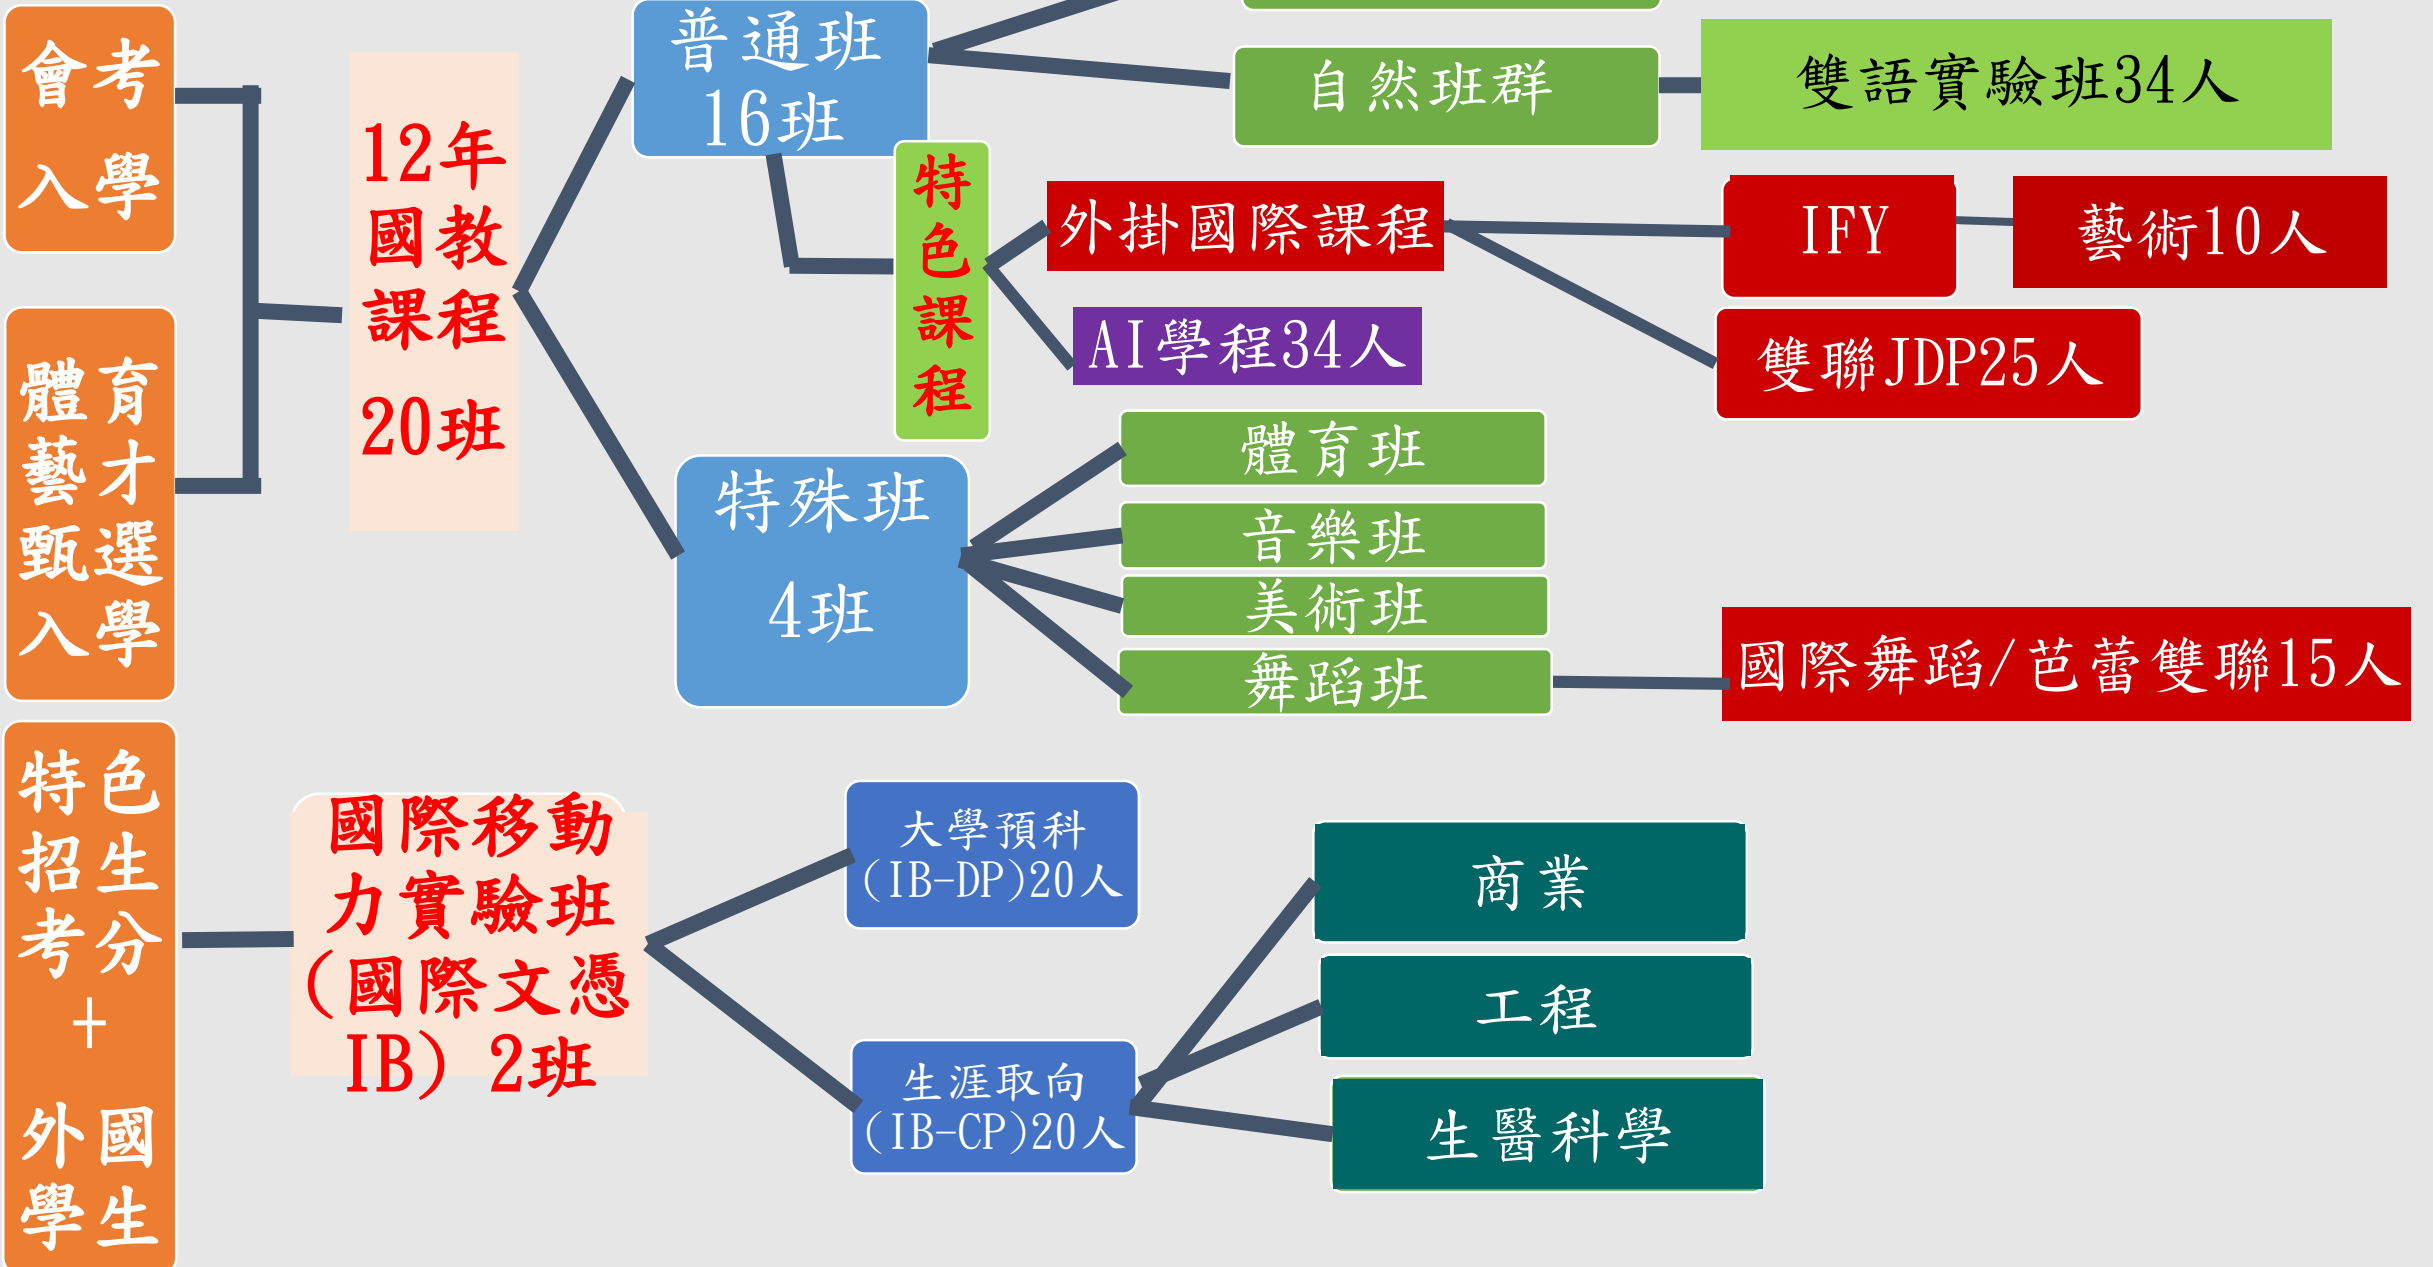 會考
入學
體育
藝才
甄選
入學
特色
招生
考分
+
外國
學生
12年
國教
課程
20班
普通班
16班
自然班群
雙語實驗班34人
特
色
課
程
外掛國際課程
IFY
藝術10人
雙聯JDP25人
AI學程34人
特殊班
4班
體育班
音樂班
美術班
舞蹈班
國際舞蹈/芭蕾雙聯15人
國際移動
力實驗班
(國際文憑
IB) 2班
大學預科
(IB-DP)20人
生涯取向
(IB-CP)20人
商業
工程
生醫科學